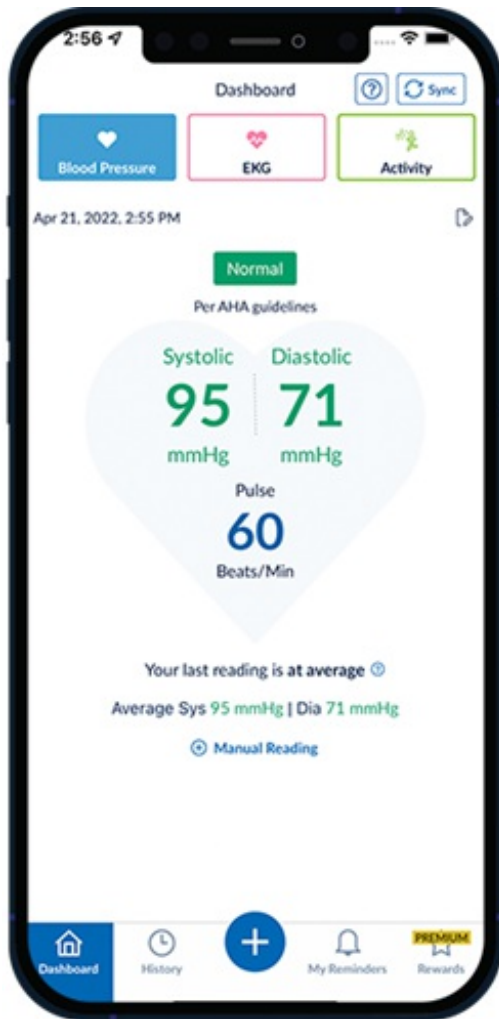 2:56
Dashboard
Sync
Blood Pressure
EKG
Activity
Apr 21, 2022, 2:55 PM
Normal
Per AHA guidelines
Systolic Diastolic
95 71
mmHg mmHg
Pulse
60
Beats/Min
Your last reading is at average
Average Sys 95 mmHg | Dia 71 mmHg
Manual Reading
PREMIUM
Dashboard
History
My Reminders
Rewards